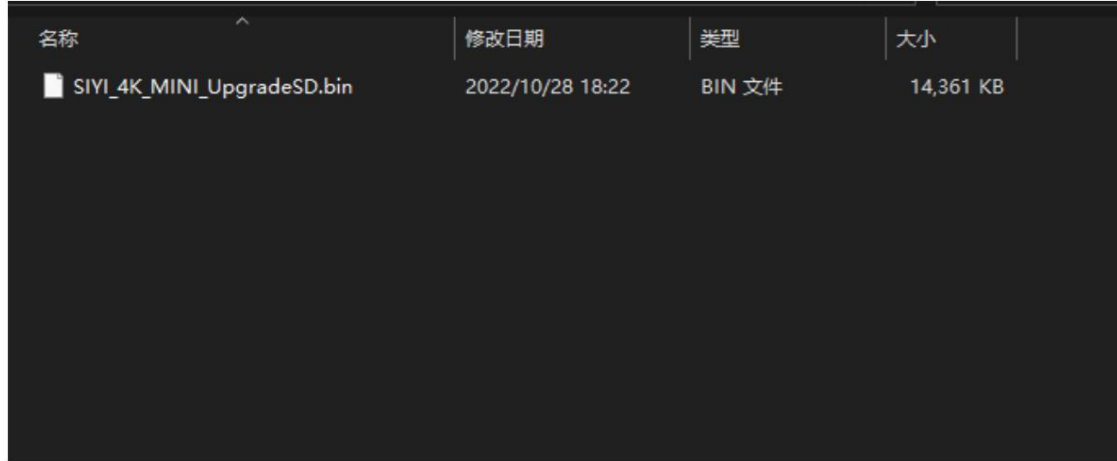 名称 修改日期 类型 大小
SIYI_4K_MINI_UpgradeSD.bin 2022/10/28 18:22 BIN 文件 14,361 KB